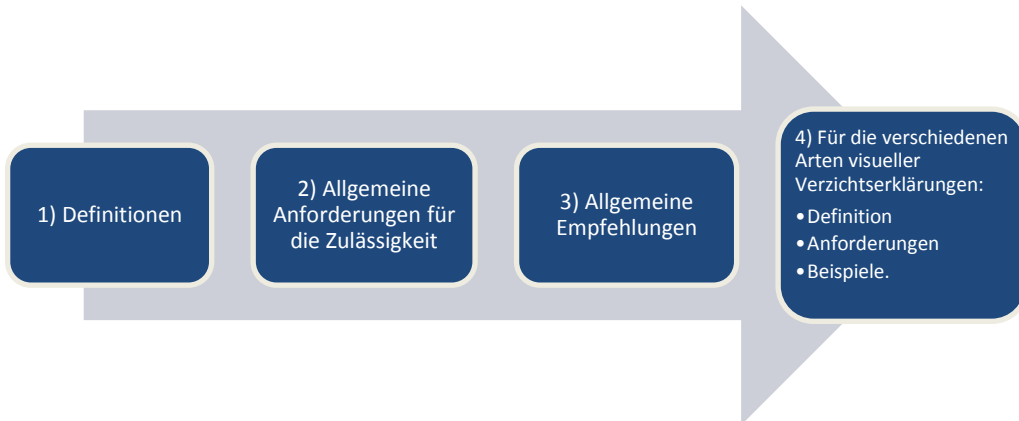 1) Definitionen
2) Allgemeine
Anforderungen für
die Zulässigkeit
3) Allgemeine
Empfehlungen
4) Für die verschiedenen
Arten visueller
Verzichtserklärungen:
•Definition
•Anforderungen
•Beispiele.